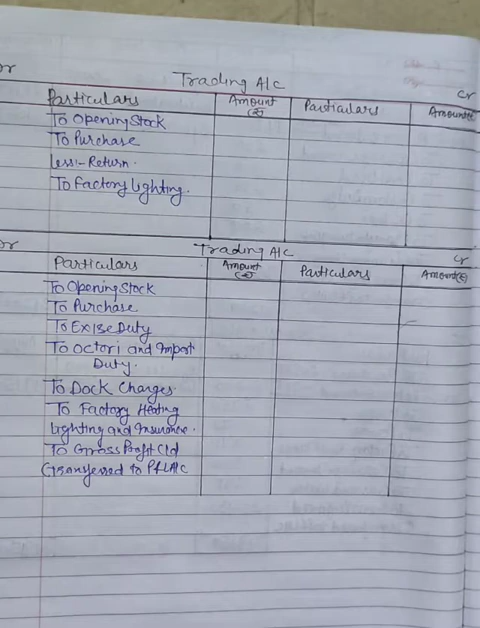 Dr
Trading A/c
Cr
Particulars Amount (₹) Particulars Amount(₹)
To Opening Stock
To Purchase
Less:- Return.
To Factory Lighting.
Dr
Trading A/c
Cr
Particulars Amount (₹) Particulars Amount(₹)
To Opening Stock
To Purchase
To Exise Duty
To Octori and Import
Duty.
To Dock Charges.
To Factory Heating
Lighting and Insurance.
To Gross Profit C/d
(Transferred to P&L A/c